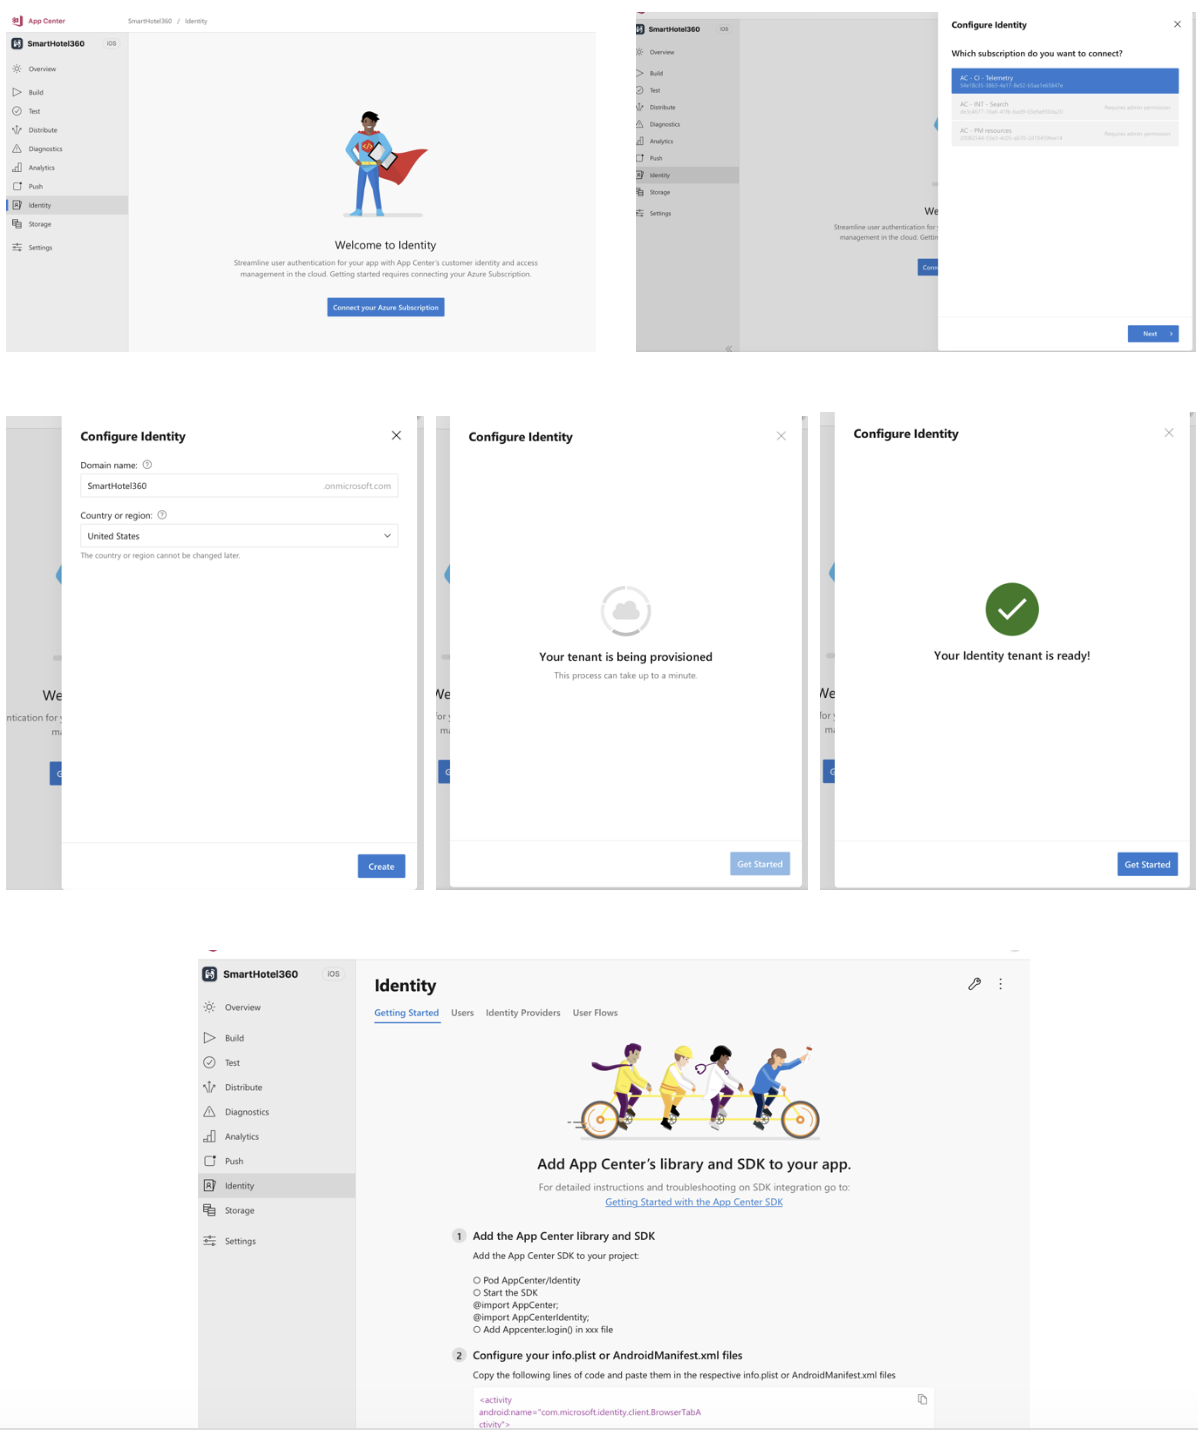 App Center
SmartHotel360 / Identity
SmartHotel360 iOS
Overview
Build
Test
Distribute
Diagnostics
Analytics
Push
Identity
Storage
Settings
Welcome to Identity
Streamline user authentication for your app with App Center's customer identity and access
management in the cloud. Getting started requires connecting your Azure Subscription.
Connect your Azure Subscription
SmartHotel360 iOS
Overview
Build
Test
Distribute
Diagnostics
Analytics
Push
Identity
Storage
Settings
We
Streamline user authentication for
management in the cloud. Gettin
Conn
Configure Identity
Which subscription do you want to connect?
AC - CI - Telemetry
AC - INT - Search
Requires admin permission
AC - PM resources
Requires admin permission
Next
We
ntication for y
ma
G
Configure Identity
Domain name:
SmartHotel360 .onmicrosoft.com
Country or region:
United States
The country or region cannot be changed later.
Create
We
for y
ma
G
Configure Identity
Your tenant is being provisioned
This process can take up to a minute.
Get Started
We
for y
ma
G
Configure Identity
Your Identity tenant is ready!
Get Started
SmartHotel360 iOS
Overview
Build
Test
Distribute
Diagnostics
Analytics
Push
Identity
Storage
Settings
Identity
Getting Started Users Identity Providers User Flows
Add App Center's library and SDK to your app.
For detailed instructions and troubleshooting on SDK integration go to:
Getting Started with the App Center SDK
1 Add the App Center library and SDK
Add the App Center SDK to your project:
Pod AppCenter/Identity
Start the SDK
@import AppCenter;
@import AppCenterIdentity;
Add Appcenter.login() in xxx file
2 Configure your info.plist or AndroidManifest.xml files
Copy the following lines of code and paste them in the respective info.plist or AndroidManifest.xml files
<activity
android:name="com.microsoft.identity.client.BrowserTabA
ctivity">